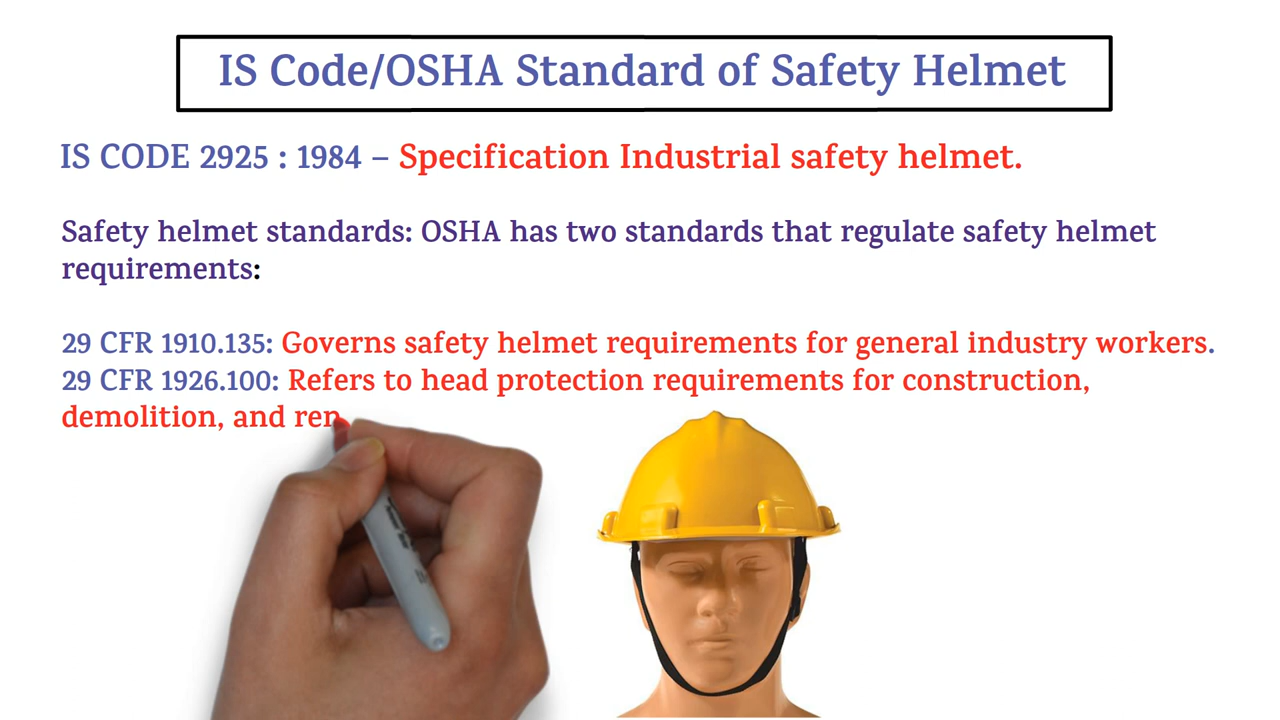 IS Code/OSHA Standard of Safety Helmet
IS CODE 2925 : 1984 – Specification Industrial safety helmet.
Safety helmet standards: OSHA has two standards that regulate safety helmet
requirements:
29 CFR 1910.135: Governs safety helmet requirements for general industry workers.
29 CFR 1926.100: Refers to head protection requirements for construction,
demolition, and ren